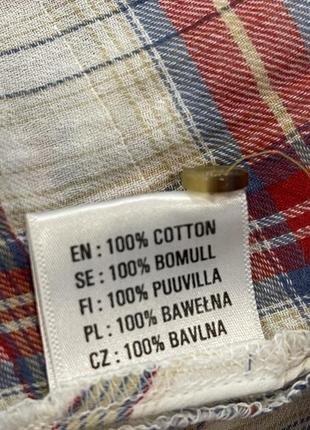 EN : 100% COTTON
SE : 100% BOMULL
FI : 100% PUUVILLA
PL : 100% BAWEŁNA
CZ : 100% BAVLNA